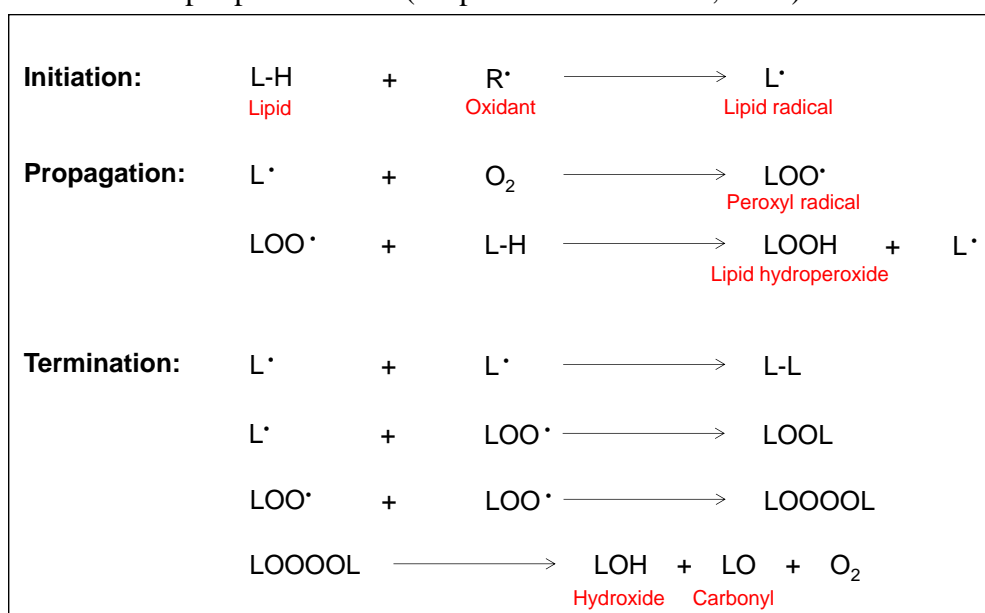 Initiation: L-H + R• ⟶ L•
Lipid Oxidant Lipid radical
Propagation: L• + O₂ ⟶ LOO•
Peroxyl radical
LOO• + L-H ⟶ LOOH + L•
Lipid hydroperoxide
Termination: L• + L• ⟶ L-L
L• + LOO• ⟶ LOOL
LOO• + LOO• ⟶ LOOOOL
LOOOOL ⟶ LOH + LO + O₂
Hydroxide Carbonyl